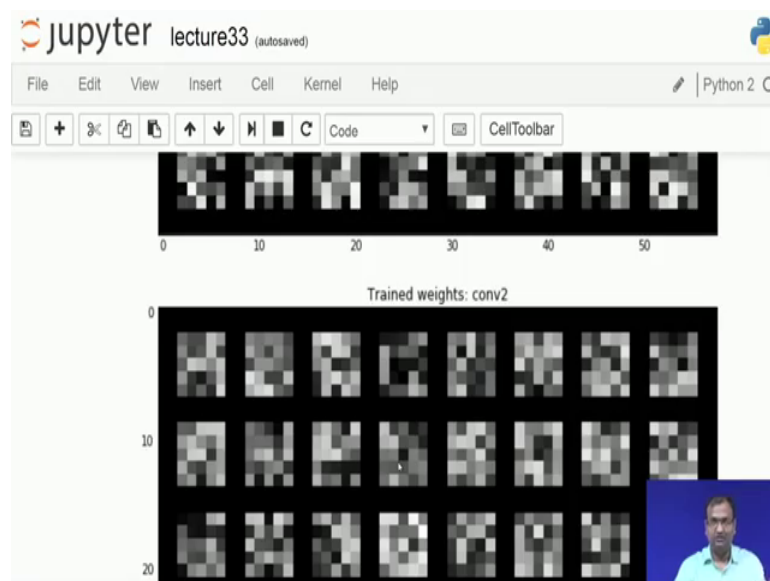 jupyter lecture33 (autosaved)
File Edit View Insert Cell Kernel Help Python 2
Code CellToolbar
0 10 20 30 40 50
Trained weights: conv2
0
10
20